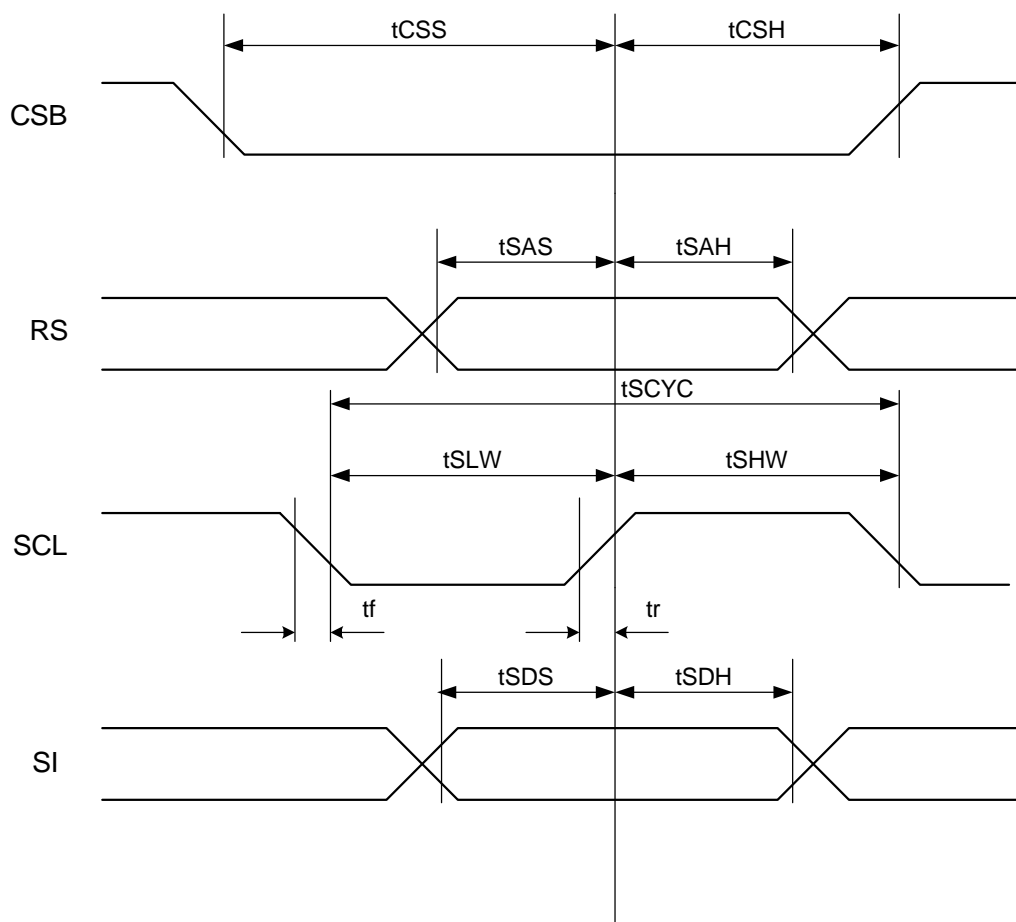 tCSS tCSH
CSB
tSAS tSAH
RS
tSCYC
tSLW tSHW
SCL
tf tr
tSDS tSDH
SI